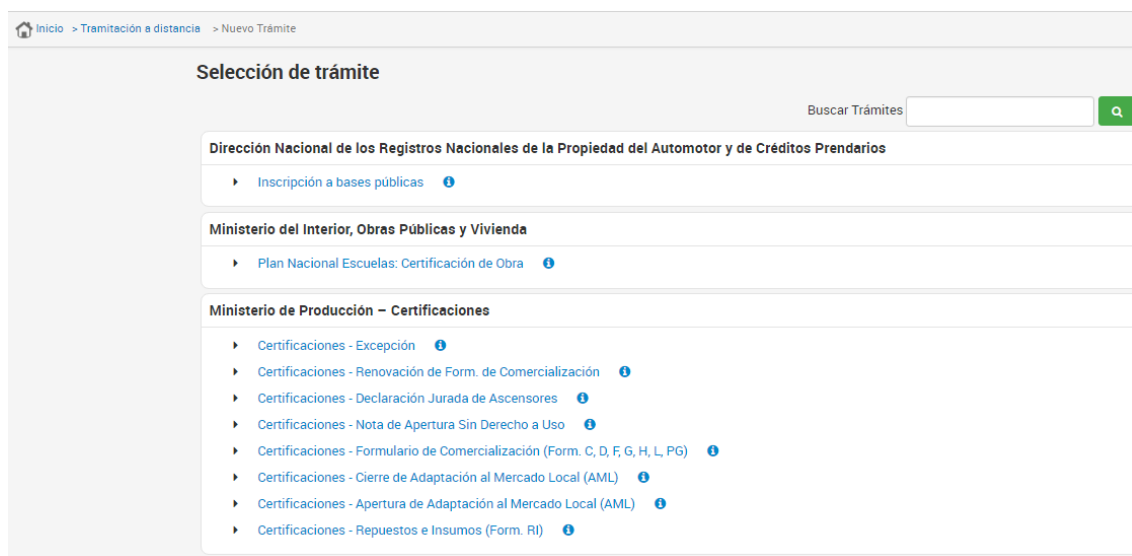 Inicio > Tramitación a distancia > Nuevo Trámite
Selección de trámite
Buscar Trámites
Dirección Nacional de los Registros Nacionales de la Propiedad del Automotor y de Créditos Prendarios
Inscripción a bases públicas
Ministerio del Interior, Obras Públicas y Vivienda
Plan Nacional Escuelas: Certificación de Obra
Ministerio de Producción – Certificaciones
Certificaciones - Excepción
Certificaciones - Renovación de Form. de Comercialización
Certificaciones - Declaración Jurada de Ascensores
Certificaciones - Nota de Apertura Sin Derecho a Uso
Certificaciones - Formulario de Comercialización (Form. C, D, F, G, H, L, PG)
Certificaciones - Cierre de Adaptación al Mercado Local (AML)
Certificaciones - Apertura de Adaptación al Mercado Local (AML)
Certificaciones - Repuestos e Insumos (Form. RI)